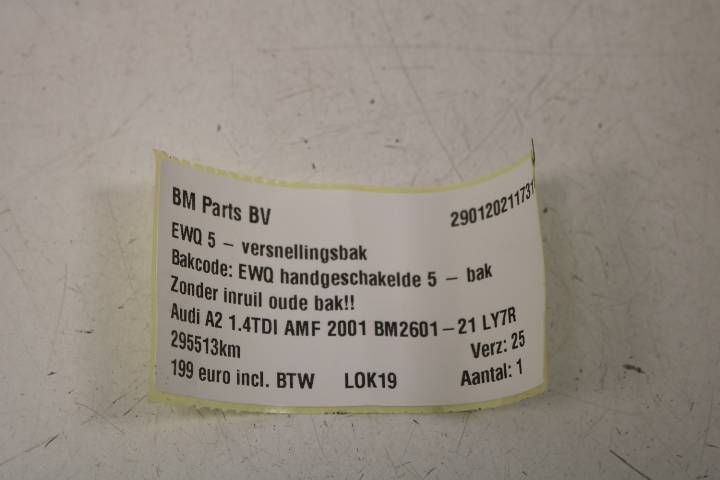 BM Parts BV 290120211731
EWQ 5 - versnellingsbak
Bakcode: EWQ handgeschakelde 5 - bak
Zonder inruil oude bak!!
Audi A2 1.4TDI AMF 2001 BM2601-21 LY7R
295513km Verz: 25
199 euro incl. BTW LOK19 Aantal: 1